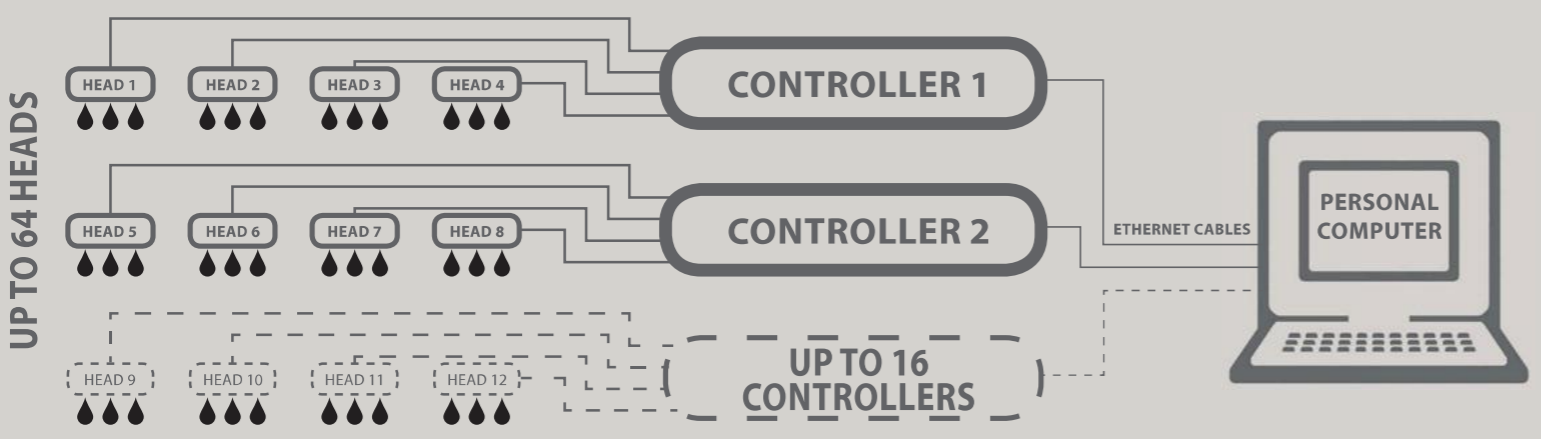 UP TO 64 HEADS
HEAD 1
HEAD 2
HEAD 3
HEAD 4
CONTROLLER 1
HEAD 5
HEAD 6
HEAD 7
HEAD 8
CONTROLLER 2
ETHERNET CABLES
PERSONAL
COMPUTER
HEAD 9
HEAD 10
HEAD 11
HEAD 12
UP TO 16
CONTROLLERS